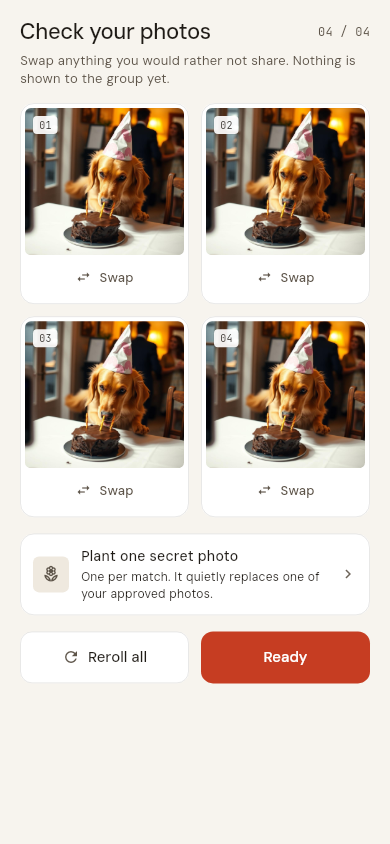 Check your photos
04 / 04
Swap anything you would rather not share. Nothing is
shown to the group yet.
01
02
Swap
Swap
03
04
Swap
Swap
Plant one secret photo
One per match. It quietly replaces one of
your approved photos.
Reroll all
Ready